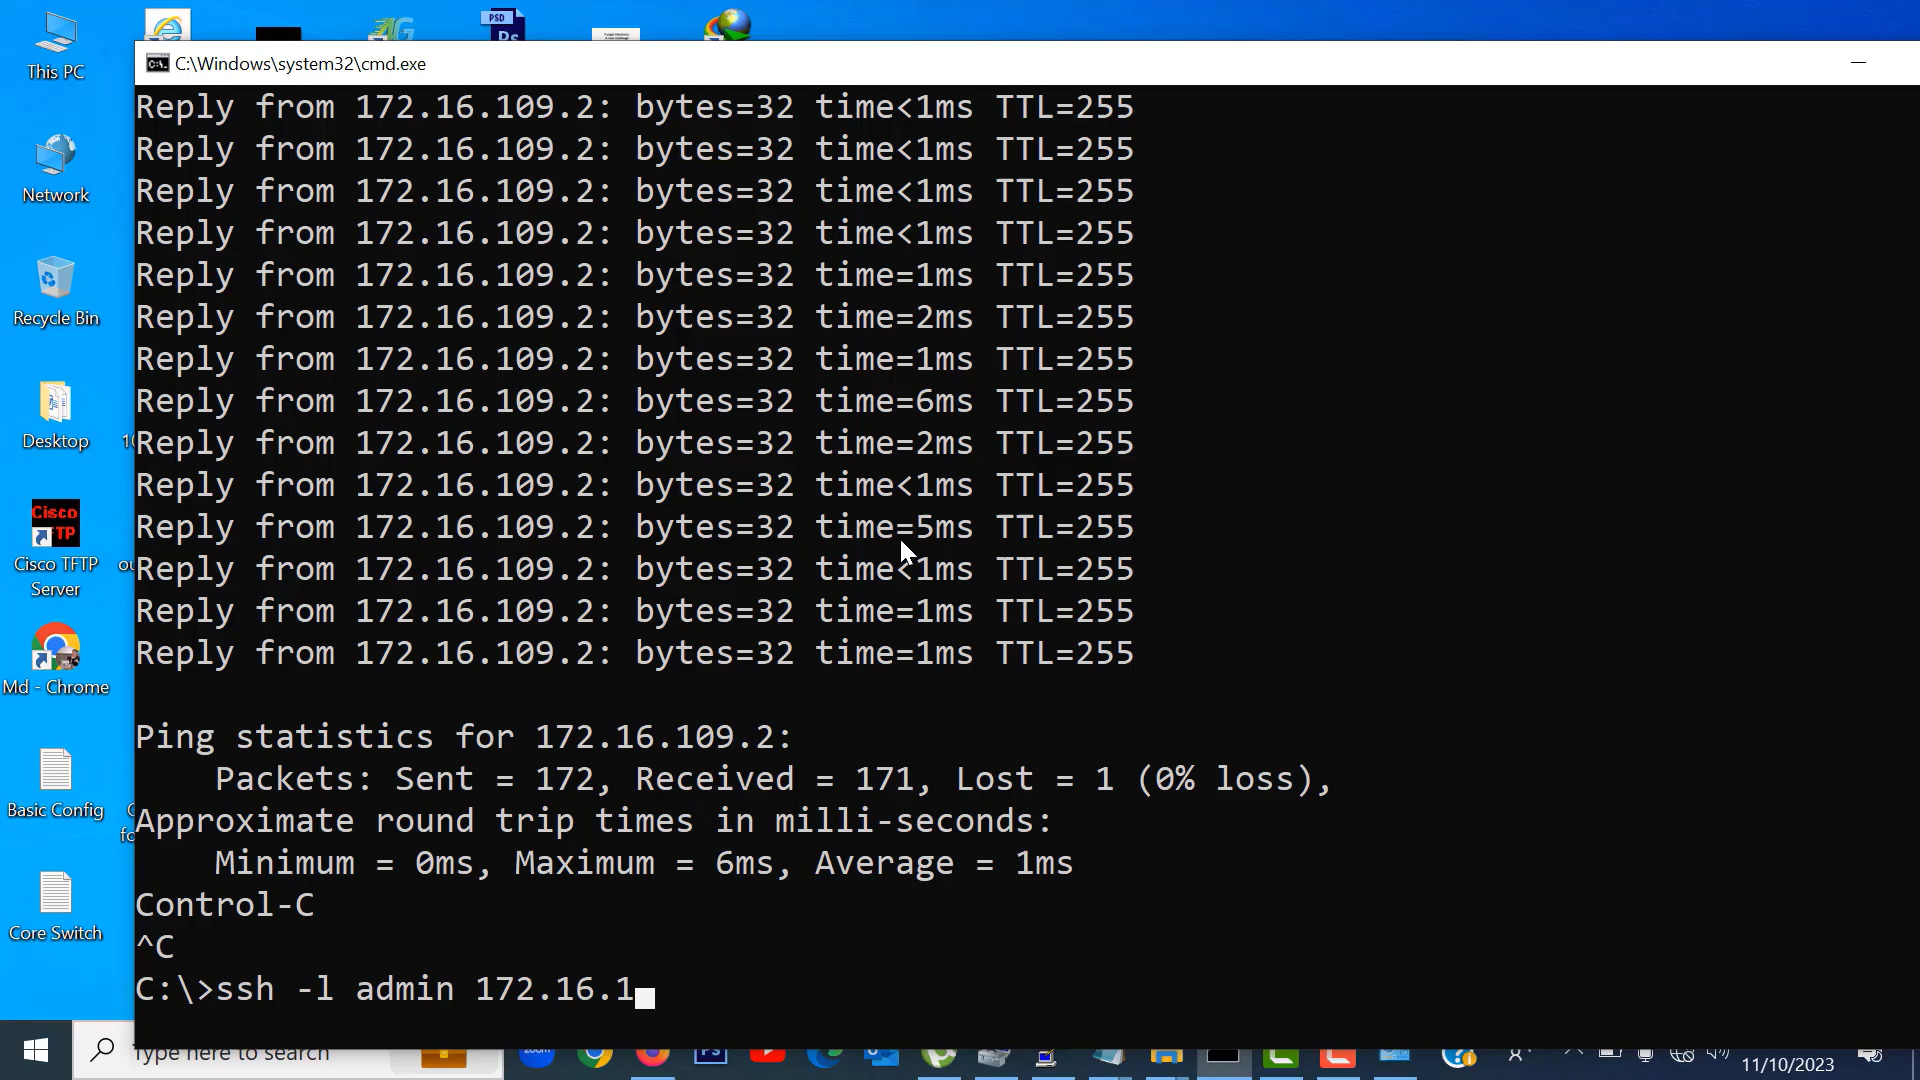 This PC
Network
Recycle Bin
Desktop
Cisco
TP
Cisco TFTP
Server
Md - Chrome
Basic Config
Core Switch
PSD
Ps
C:\Windows\system32\cmd.exe
Reply from 172.16.109.2: bytes=32 time<1ms TTL=255
Reply from 172.16.109.2: bytes=32 time<1ms TTL=255
Reply from 172.16.109.2: bytes=32 time<1ms TTL=255
Reply from 172.16.109.2: bytes=32 time<1ms TTL=255
Reply from 172.16.109.2: bytes=32 time=1ms TTL=255
Reply from 172.16.109.2: bytes=32 time=2ms TTL=255
Reply from 172.16.109.2: bytes=32 time=1ms TTL=255
Reply from 172.16.109.2: bytes=32 time=6ms TTL=255
Reply from 172.16.109.2: bytes=32 time=2ms TTL=255
Reply from 172.16.109.2: bytes=32 time<1ms TTL=255
Reply from 172.16.109.2: bytes=32 time=5ms TTL=255
Reply from 172.16.109.2: bytes=32 time<1ms TTL=255
Reply from 172.16.109.2: bytes=32 time=1ms TTL=255
Reply from 172.16.109.2: bytes=32 time=1ms TTL=255
Ping statistics for 172.16.109.2:
Packets: Sent = 172, Received = 171, Lost = 1 (0% loss),
Approximate round trip times in milli-seconds:
Minimum = 0ms, Maximum = 6ms, Average = 1ms
Control-C
^C
C:\>ssh -l admin 172.16.1
Type here to search
zoom
Ps
11/10/2023